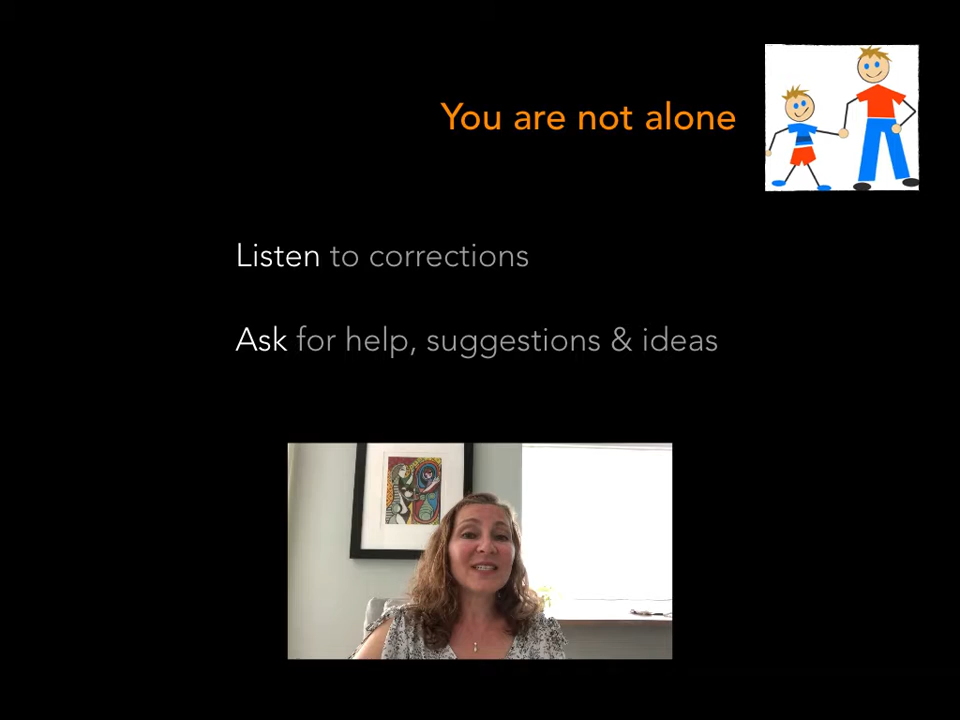 You are not alone
Listen to corrections
Ask for help, suggestions & ideas